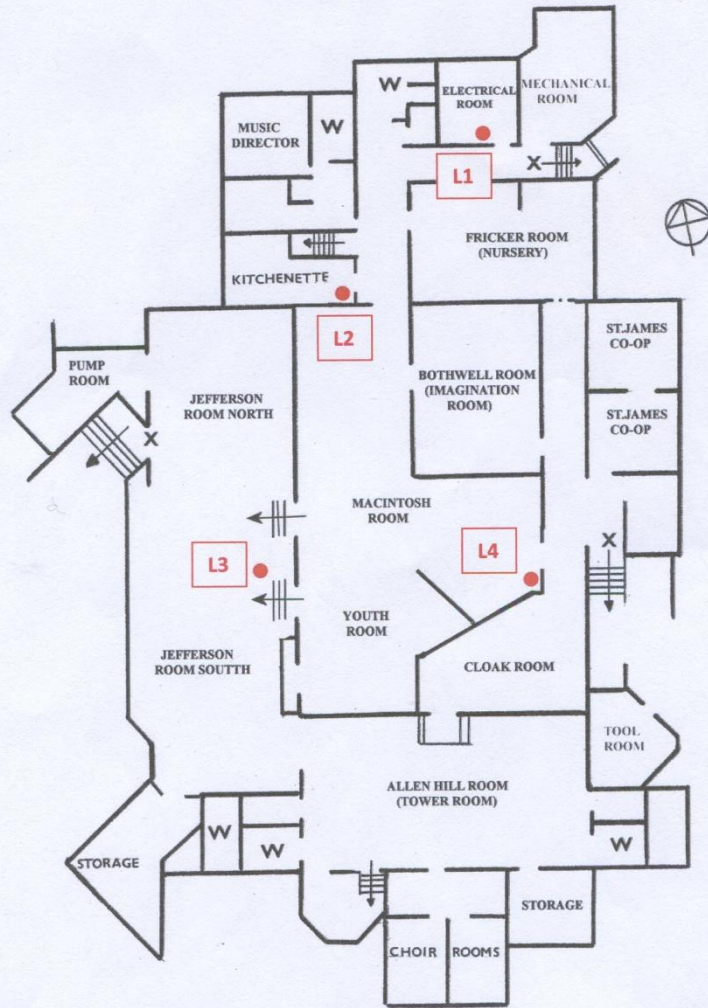 W
ELECTRICAL
ROOM
MECHANICAL
ROOM
MUSIC
DIRECTOR
W
L1
X
FRICKER ROOM
(NURSERY)
KITCHENETTE
L2
ST.JAMES
CO-OP
PUMP
ROOM
JEFFERSON
ROOM NORTH
BOTHWELL ROOM
(IMAGINATION
ROOM)
ST.JAMES
CO-OP
X
MACINTOSH
ROOM
L3
L4
X
YOUTH
ROOM
JEFFERSON
ROOM SOUTTH
CLOAK ROOM
TOOL
ROOM
ALLEN HILL ROOM
(TOWER ROOM)
STORAGE
W
W
W
STORAGE
CHOIR
ROOMS